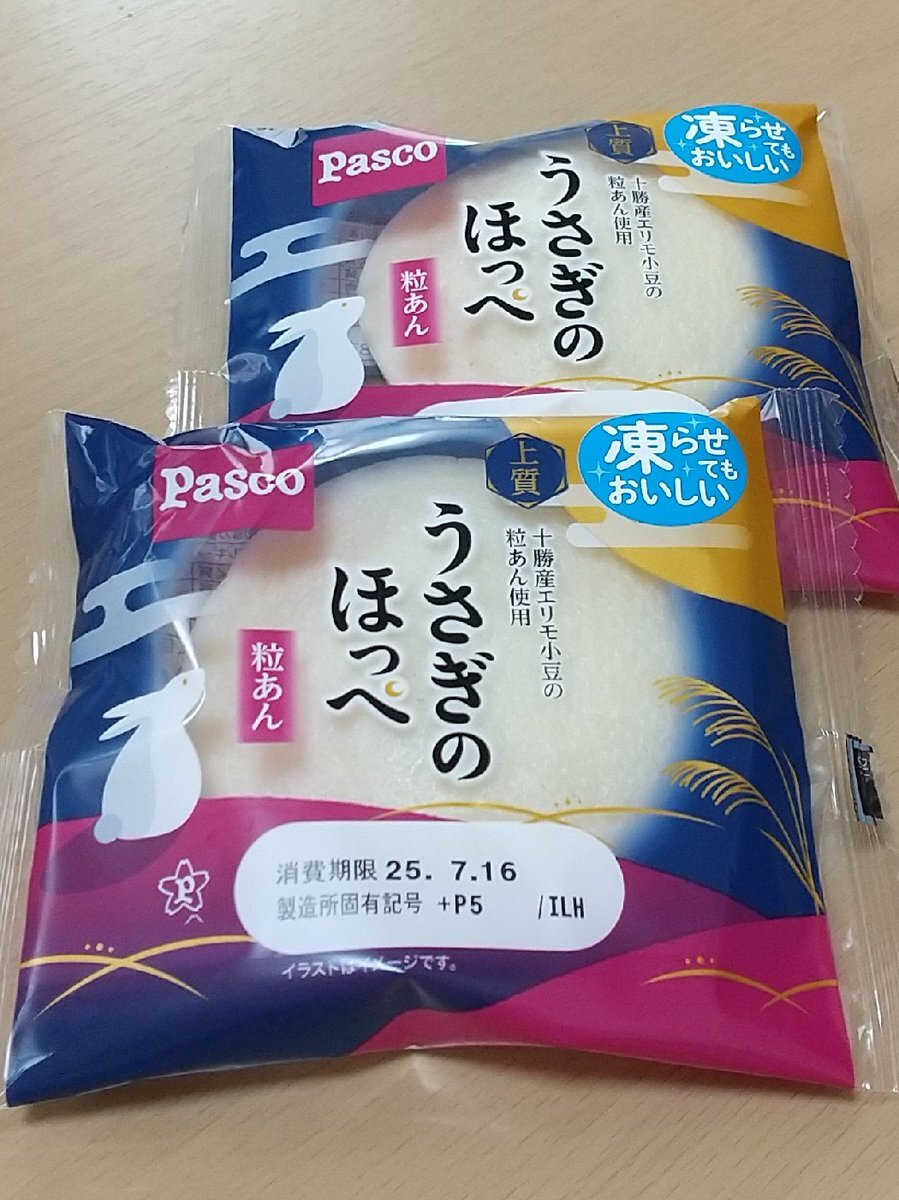 Pasco
上質
凍らせ
ても
おいしい
十勝産エリモ小豆の
粒あん使用
うさぎの
ほっぺ
粒あん
Pasco
上質
凍らせ
ても
おいしい
十勝産エリモ小豆の
粒あん使用
うさぎの
ほっぺ
粒あん
消費期限 25. 7.16
製造所固有記号 +P5 /ILH
P
イラストはイメージです。